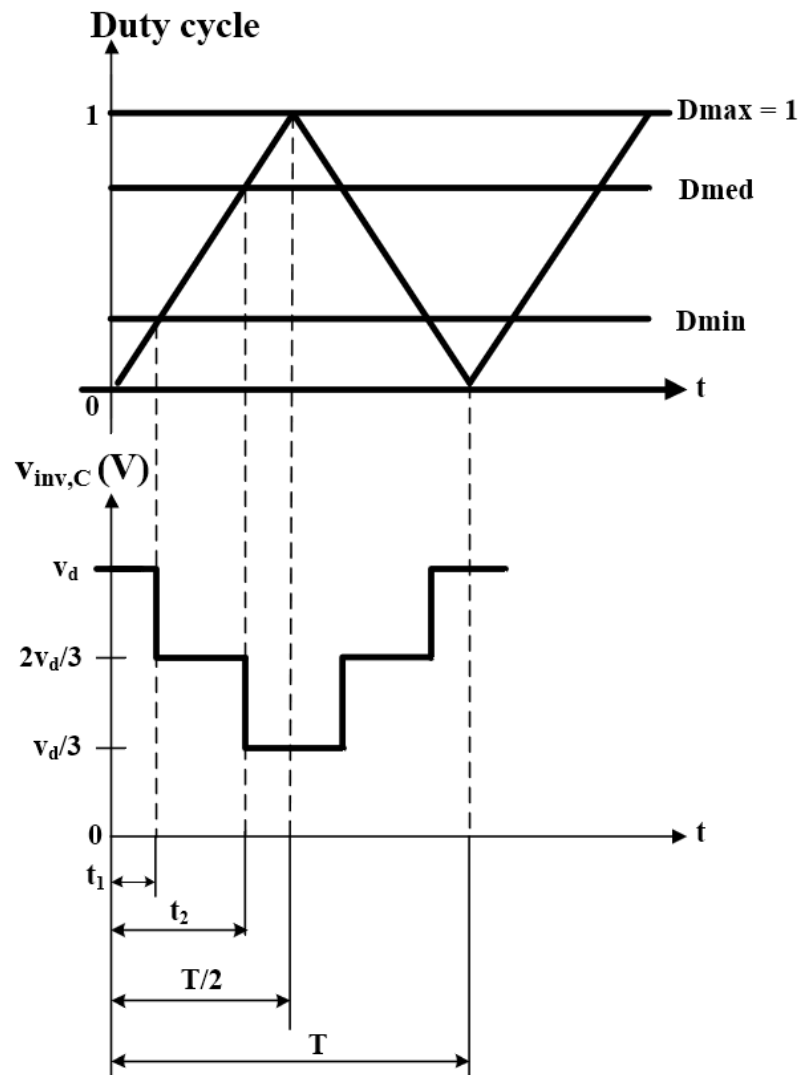 Duty cycle
1
Dmax = 1
Dmed
Dmin
0
t
vinv,C (V)
vd
2vd/3
vd/3
0
t
t1
t2
T/2
T